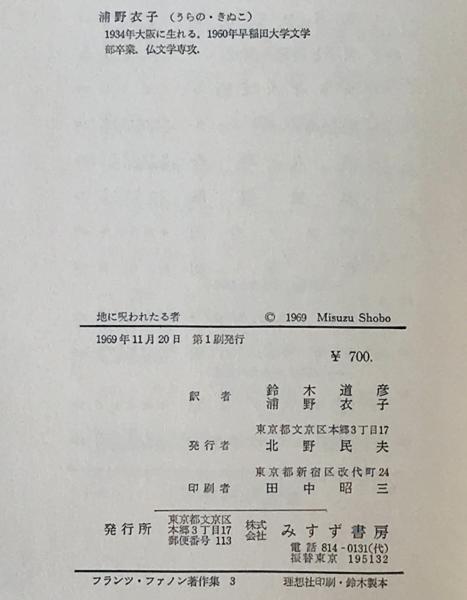 浦野衣子（うらの・きぬこ）
1934年大阪に生れる．1960年早稲田大学文学
部卒業．仏文学専攻．
地に呪われたる者 © 1969 Misuzu Shobo
1969年11月20日 第1刷発行
¥ 700.
訳者 鈴木道彦
浦野衣子
東京都文京区本郷3丁目17
発行者 北野民夫
東京都新宿区改代町24
印刷者 田中昭三
発行所 東京都文京区本郷3丁目17郵便番号 113 株式会社 みすず書房
電話 814-0131(代)
振替東京 195132
フランツ・ファノン著作集 3 理想社印刷・鈴木製本